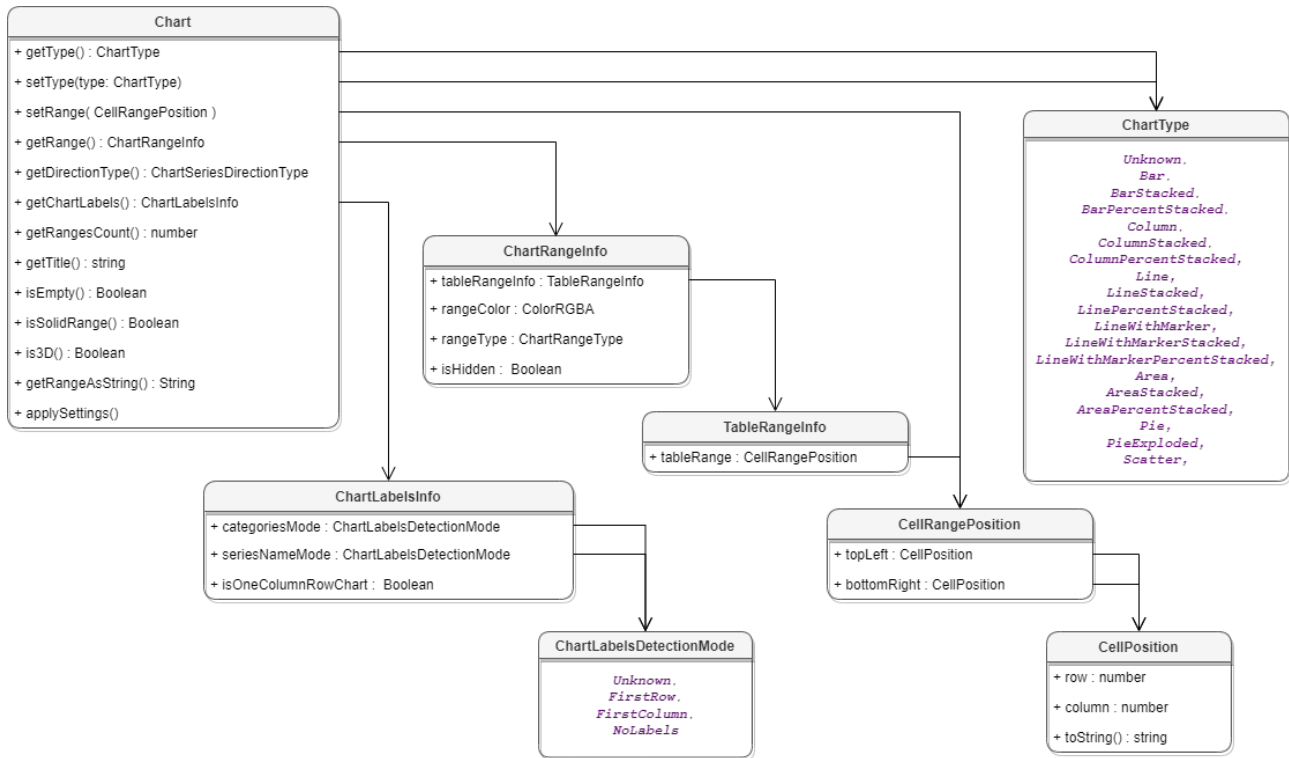 Chart
+ getType() : ChartType
+ setType(type: ChartType)
+ setRange( CellRangePosition )
+ getRange() : ChartRangeInfo
+ getDirectionType() : ChartSeriesDirectionType
+ getChartLabels() : ChartLabelsInfo
+ getRangesCount() : number
+ getTitle() : string
+ isEmpty() : Boolean
+ isSolidRange() : Boolean
+ is3D() : Boolean
+ getRangeAsString() : String
+ applySettings()
ChartType
Unknown,
Bar,
BarStacked,
BarPercentStacked,
Column,
ColumnStacked,
ColumnPercentStacked,
Line,
LineStacked,
LinePercentStacked,
LineWithMarker,
LineWithMarkerStacked,
LineWithMarkerPercentStacked,
Area,
AreaStacked,
AreaPercentStacked,
Pie,
PieExploded,
Scatter,
ChartRangeInfo
+ tableRangeInfo : TableRangeInfo
+ rangeColor : ColorRGBA
+ rangeType : ChartRangeType
+ isHidden : Boolean
TableRangeInfo
+ tableRange : CellRangePosition
ChartLabelsInfo
+ categoriesMode : ChartLabelsDetectionMode
+ seriesNameMode : ChartLabelsDetectionMode
+ isOneColumnRowChart : Boolean
CellRangePosition
+ topLeft : CellPosition
+ bottomRight : CellPosition
ChartLabelsDetectionMode
Unknown,
FirstRow,
FirstColumn,
NoLabels
CellPosition
+ row : number
+ column : number
+ toString() : string